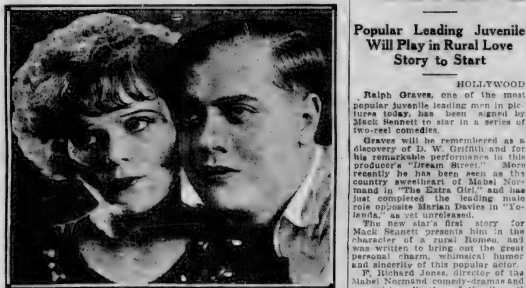 Popular Leading Juvenile
Will Play in Rural Love
Story to Start
HOLLYWOOD
Ralph Graves, one of the most
popular juvenile leading men in pic-
tures today, has been signed by
Mack Sennett to star in a series of
two-reel comedies.
Graves will be remembered as a
discovery of D. W. Griffith and for
his remarkable performance in this
producer's "Dream Street." More
recently he has been seen as the
country sweetheart of Mabel Nor-
mand in "The Extra Girl," and has
just completed the leading male
role opposite Marian Davies in "Yo-
landa," as yet unreleased.
The new star's first story for
Mack Sennett presents him in the
character of a rural Romeo, and
was written to bring out the great
personal charm, whimsical humor
and sincerity of this popular actor.
F. Richard Jones, director of the
Mabel Normand comedy-dramas and